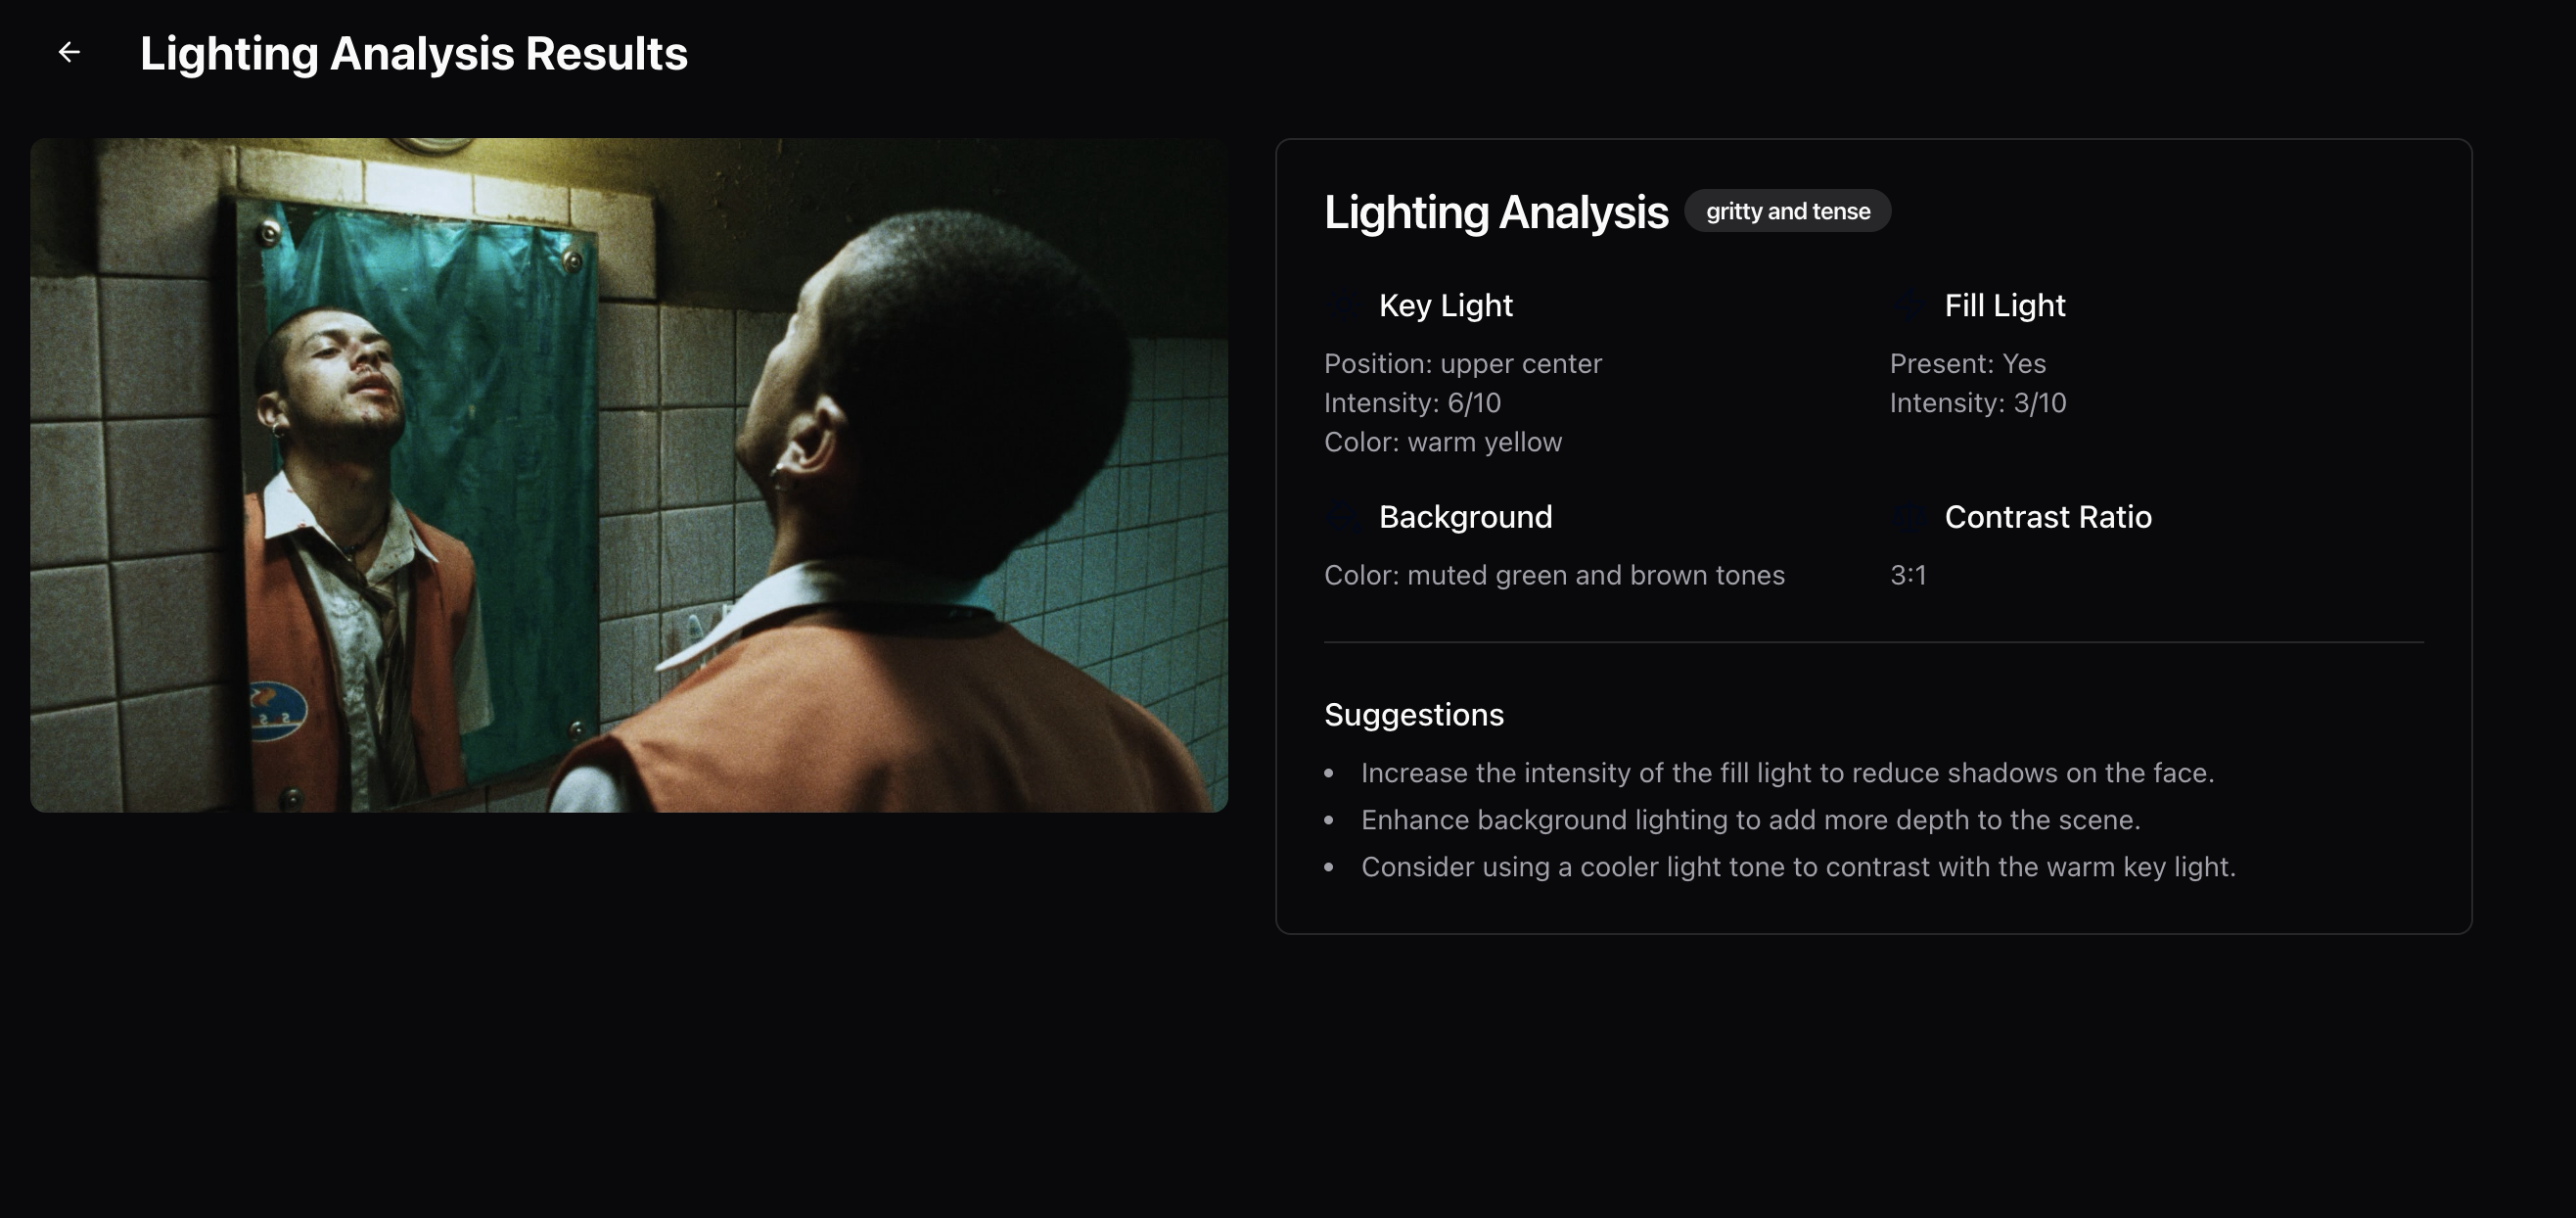 Lighting Analysis Results
Lighting Analysis
gritty and tense
Key Light
Position: upper center
Intensity: 6/10
Color: warm yellow
Fill Light
Present: Yes
Intensity: 3/10
Background
Color: muted green and brown tones
Contrast Ratio
3:1
Suggestions
• Increase the intensity of the fill light to reduce shadows on the face.
• Enhance background lighting to add more depth to the scene.
• Consider using a cooler light tone to contrast with the warm key light.